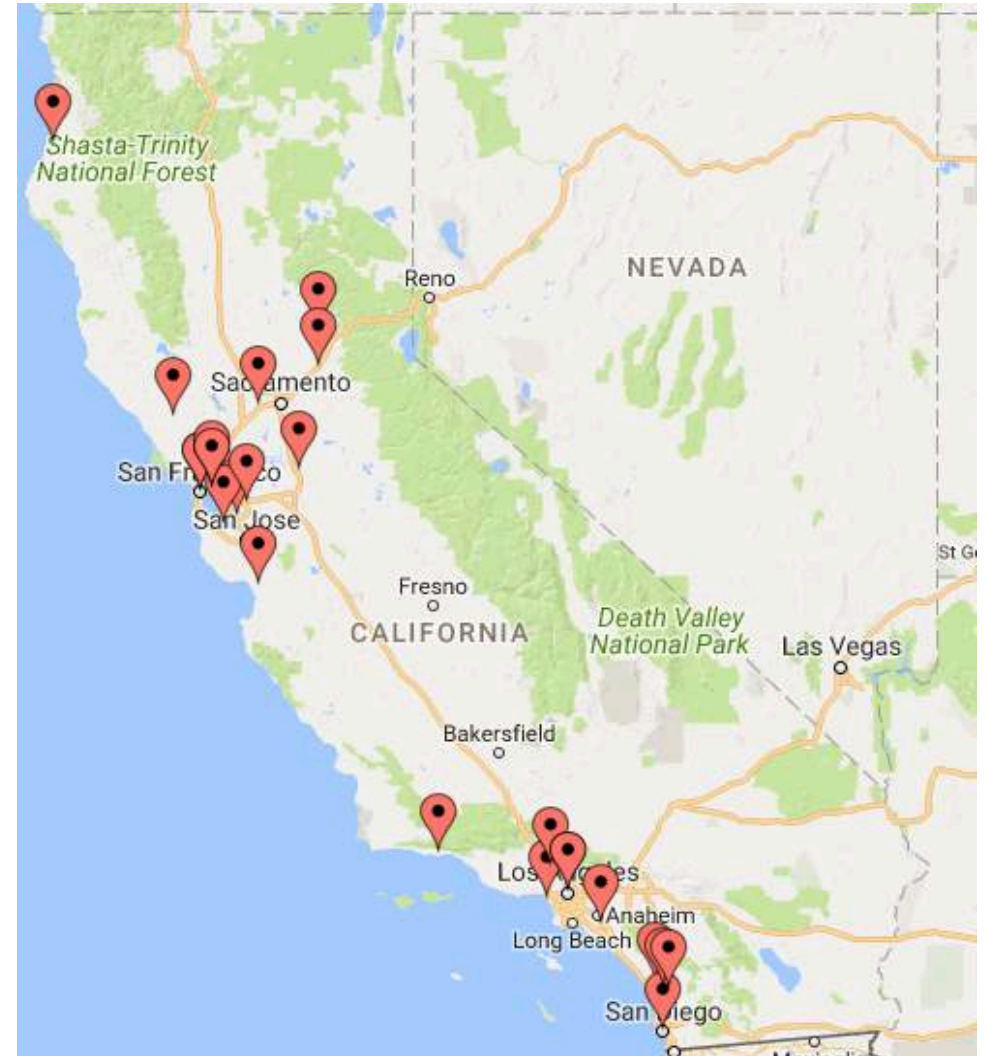 Shasta-Trinity
National Forest
Reno
NEVADA
Sacramento
San Francisco
San Jose
St G
Fresno
CALIFORNIA
Death Valley
National Park
Las Vegas
Bakersfield
Los Angeles
Anaheim
Long Beach
San Diego